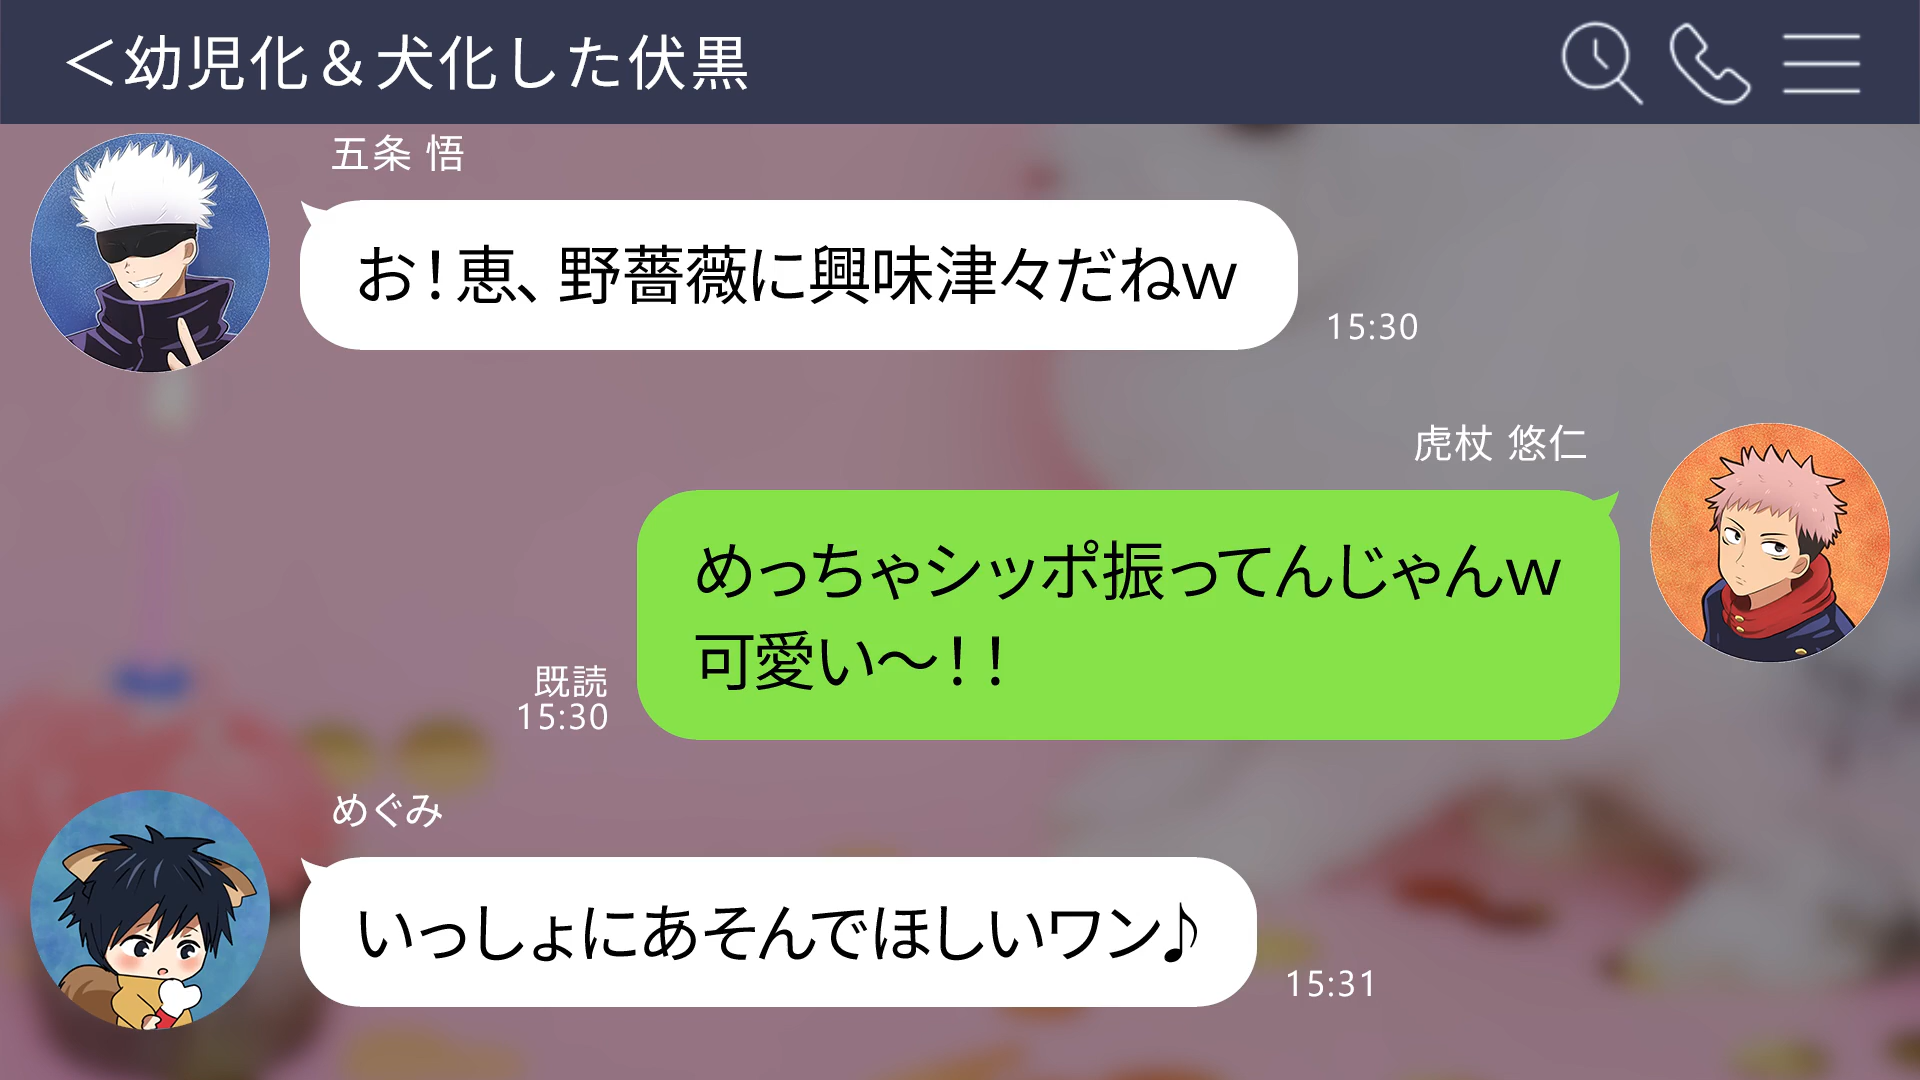 ＜幼児化＆犬化した伏黒
五条 悟
お！恵、野薔薇に興味津々だねｗ
15:30
虎杖 悠仁
めっちゃシッポ振ってんじゃんｗ
可愛い～！！
既読
15:30
めぐみ
いっしょにあそんでほしいワン♪
15:31